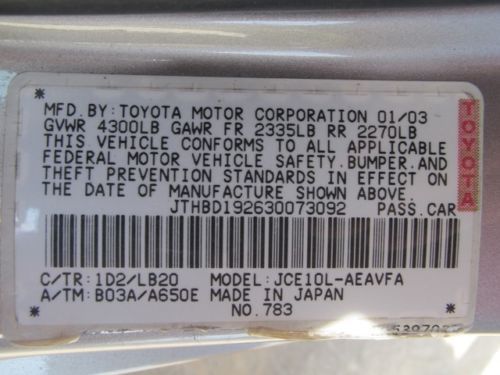 MFD.BY:TOYOTA MOTOR CORPORATION 01/03
GVWR 4300LB GAWR FR 2335LB RR 2270LB
THIS VEHICLE CONFORMS TO ALL APPLICABLE
FEDERAL MOTOR VEHICLE SAFETY.BUMPER.AND
THEFT PREVENTION STANDARDS IN EFFECT ON
THE DATE OF MANUFACTURE SHOWN ABOVE.
JTHBD192630073092 PASS.CAR
TOYOTA
C/TR:1D2/LB20 MODEL:JCE10L-AEAVFA
A/TM:B03A/A650E MADE IN JAPAN
NO.783